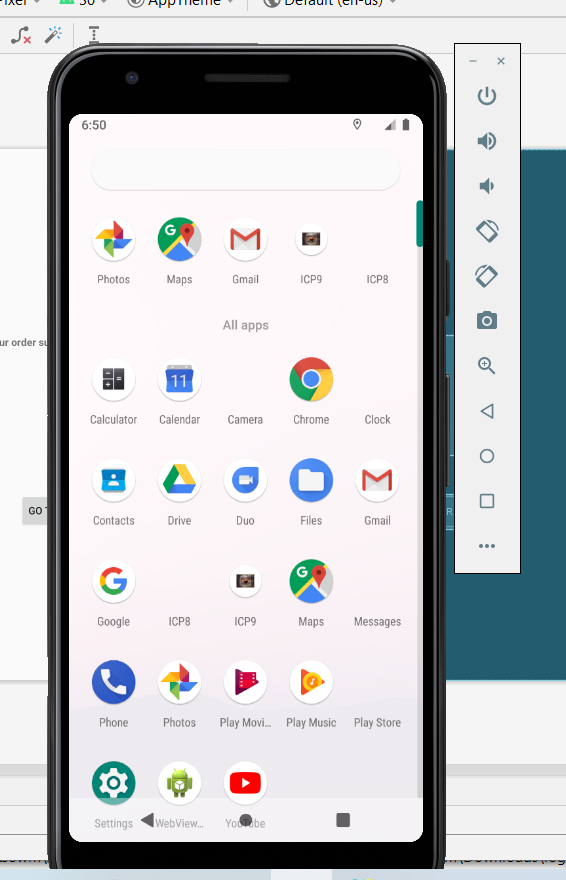 Pixel
30
AppTheme
Default (en-us)
6:50
Photos
Maps
Gmail
ICP9
ICP8
All apps
Calculator
11
Calendar
Camera
Chrome
Clock
Contacts
Drive
Duo
Files
Gmail
Google
ICP8
ICP9
Maps
Messages
Phone
Photos
Play Movi...
Play Music
Play Store
Settings
WebView...
YouTube
ur order su
GO T
R